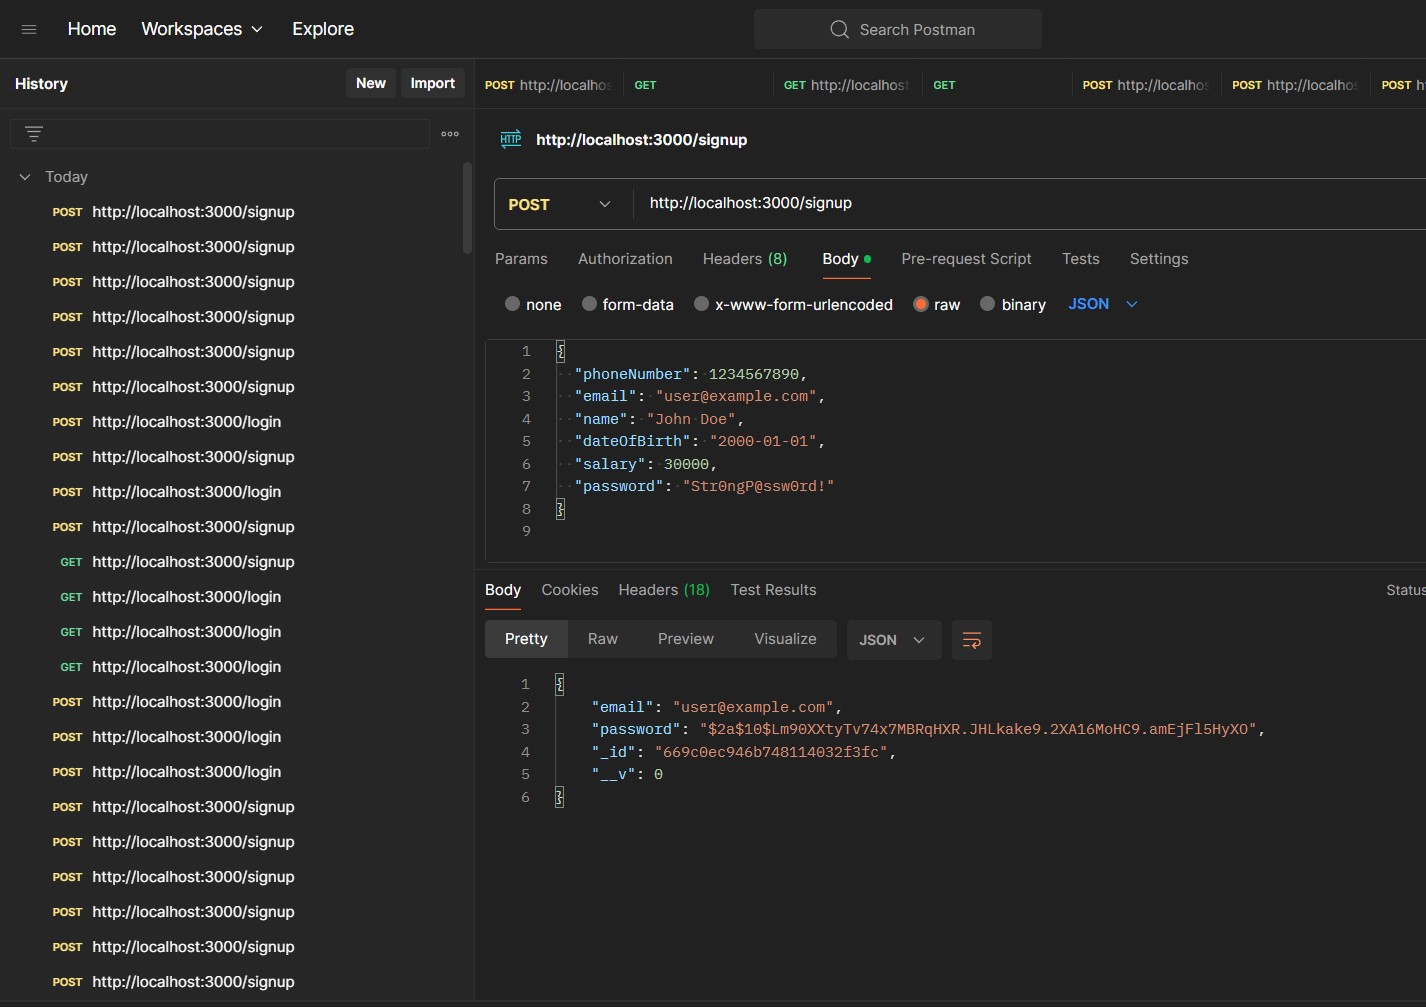 Home Workspaces Explore Search Postman
History New Import
Today
POST http://localhost:3000/signup
POST http://localhost:3000/signup
POST http://localhost:3000/signup
POST http://localhost:3000/signup
POST http://localhost:3000/signup
POST http://localhost:3000/signup
POST http://localhost:3000/login
POST http://localhost:3000/signup
POST http://localhost:3000/login
POST http://localhost:3000/signup
GET http://localhost:3000/signup
GET http://localhost:3000/login
GET http://localhost:3000/login
GET http://localhost:3000/login
POST http://localhost:3000/login
POST http://localhost:3000/login
POST http://localhost:3000/login
POST http://localhost:3000/signup
POST http://localhost:3000/signup
POST http://localhost:3000/signup
POST http://localhost:3000/signup
POST http://localhost:3000/signup
POST http://localhost:3000/signup
POST http://localhos GET GET http://localhost GET POST http://localhos POST http://localhos POST h
HTTP http://localhost:3000/signup
POST http://localhost:3000/signup
Params Authorization Headers (8) Body Pre-request Script Tests Settings
none form-data x-www-form-urlencoded raw binary JSON
1 {
2 "phoneNumber": 1234567890,
3 "email": "user@example.com",
4 "name": "John Doe",
5 "dateOfBirth": "2000-01-01",
6 "salary": 30000,
7 "password": "Str0ngP@ssw0rd!"
8 }
9
Body Cookies Headers (18) Test Results Status
Pretty Raw Preview Visualize JSON
1 {
2 "email": "user@example.com",
3 "password": "$2a$10$Lm90XXtyTv74x7MBRqHXR.JHLkake9.2XA16MoHC9.amEjFl5HyXO",
4 "_id": "669c0ec946b748114032f3fc",
5 "__v": 0
6 }